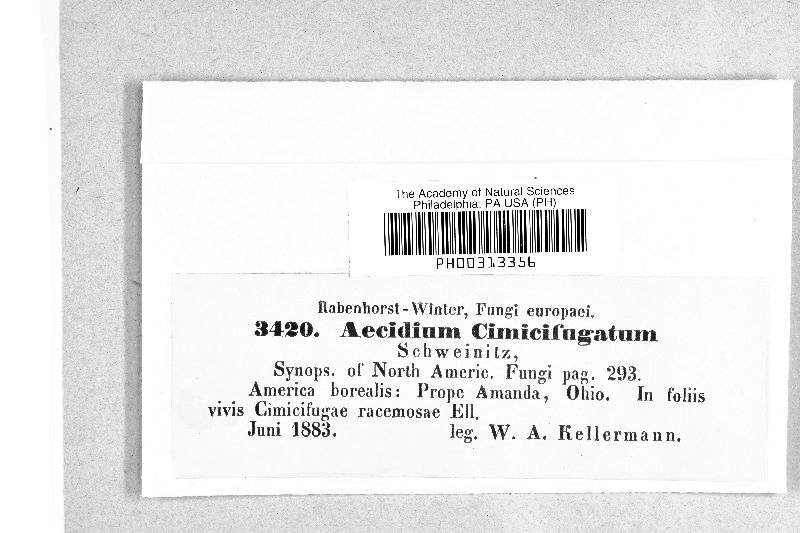 The Academy of Natural Sciences
Philadelphia, PA USA (PH)
PH00313356
Rabenhorst-Winter, Fungi europaei.
3420. Aecidium Cimicifugatum
Schweinitz,
Synops. of North Americ. Fungi pag. 293.
America borealis: Prope Amanda, Ohio. In foliis
vivis Cimicifugae racemosae Ell.
Juni 1883. leg. W. A. Kellermann.